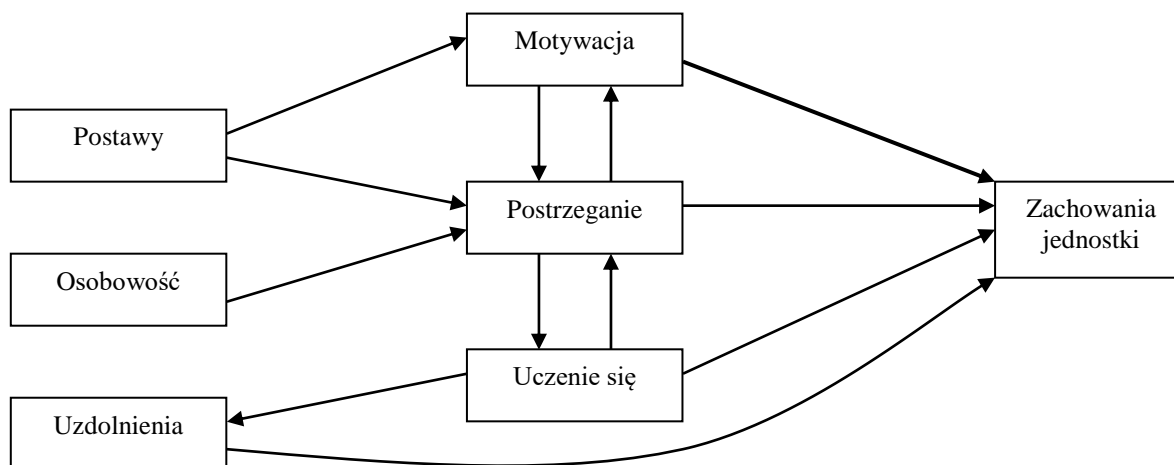 Motywacja
Postawy
Postrzeganie
Zachowania
jednostki
Osobowość
Uczenie się
Uzdolnienia